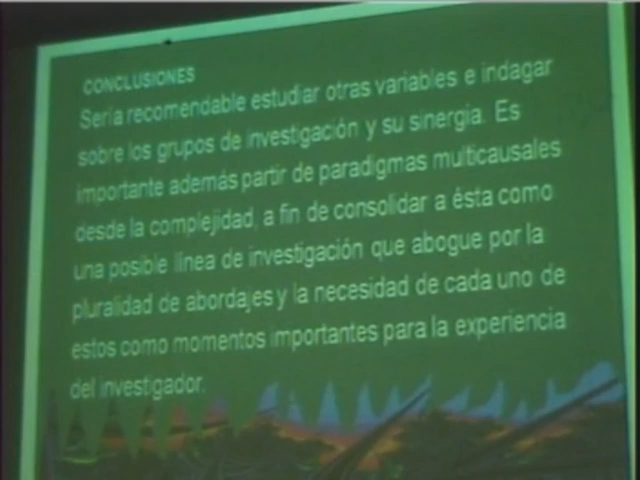 CONCLUSIONES
Sería recomendable estudiar otras variables e indagar
sobre los grupos de investigación y su sinergia. Es
importante además partir de paradigmas multicausales
desde la complejidad, a fin de consolidar a ésta como
una posible línea de investigación que abogue por la
pluralidad de abordajes y la necesidad de cada uno de
estos como momentos importantes para la experiencia
del investigador.